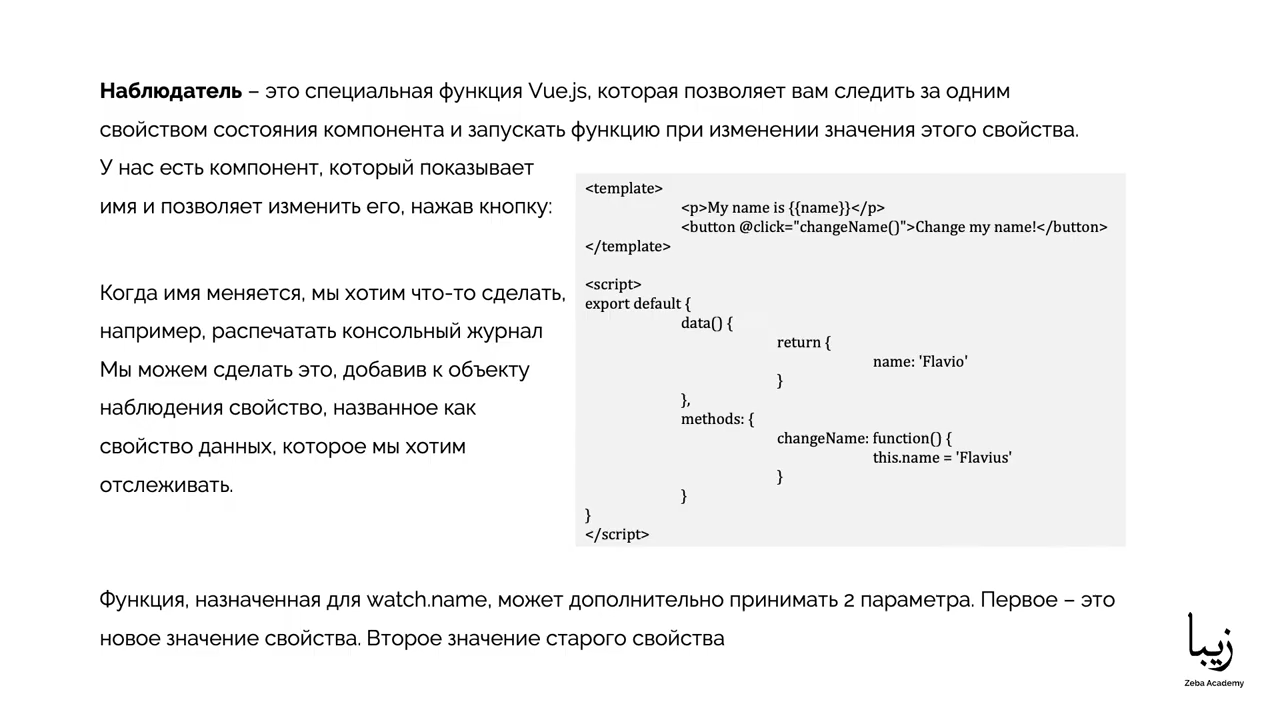 Наблюдатель – это специальная функция Vue.js, которая позволяет вам следить за одним
свойством состояния компонента и запускать функцию при изменении значения этого свойства.
У нас есть компонент, который показывает
имя и позволяет изменить его, нажав кнопку:
Когда имя меняется, мы хотим что-то сделать,
например, распечатать консольный журнал
Мы можем сделать это, добавив к объекту
наблюдения свойство, названное как
свойство данных, которое мы хотим
отслеживать.
<template>
<p>My name is {{name}}</p>
<button @click="changeName()">Change my name!</button>
</template>
<script>
export default {
data() {
return {
name: 'Flavio'
}
},
methods: {
changeName: function() {
this.name = 'Flavius'
}
}
}
</script>
Функция, назначенная для watch.name, может дополнительно принимать 2 параметра. Первое – это
новое значение свойства. Второе значение старого свойства
زيبا
Zeba Academy